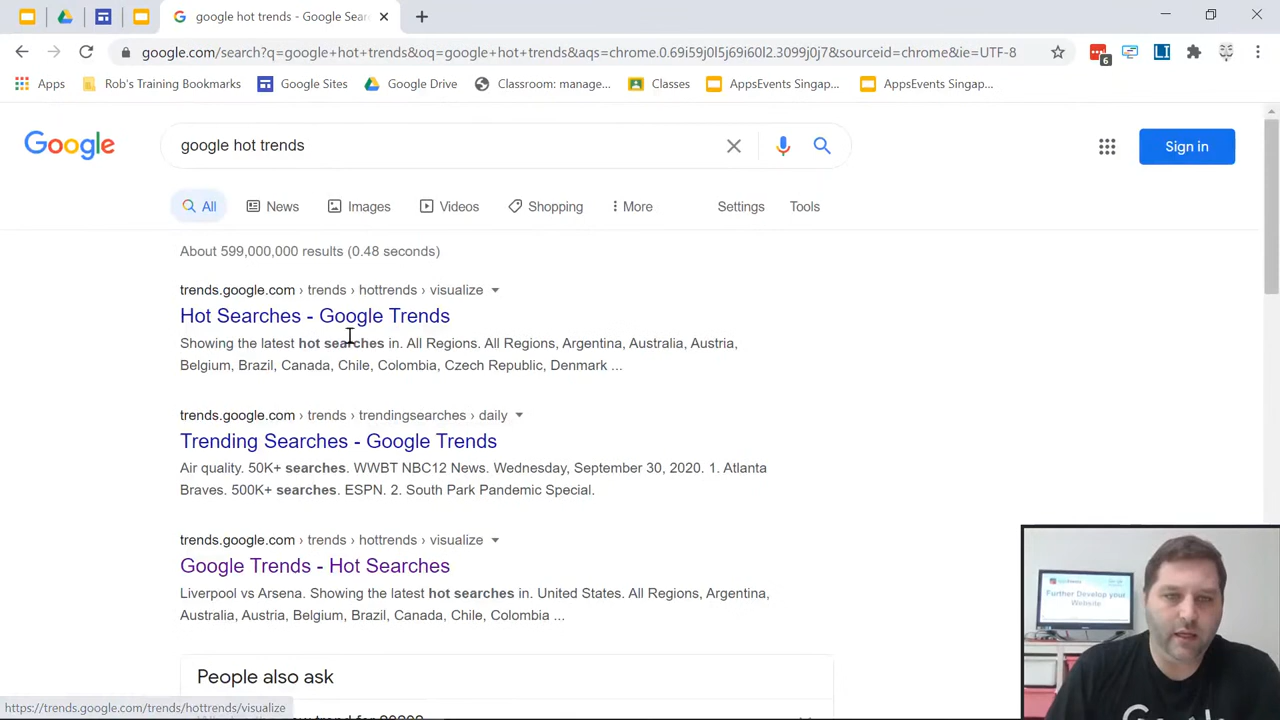 google hot trends - Google Sear
google.com/search?q=google+hot+trends&oq=google+hot+trends&aqs=chrome.0.69i59j0l5j69i60l2.3099j0j7&sourceid=chrome&ie=UTF-8
6
Apps Rob's Training Bookmarks Google Sites Google Drive Classroom: manage... Classes AppsEvents Singap... AppsEvents Singap...
Google google hot trends Sign in
All News Images Videos Shopping More Settings Tools
About 599,000,000 results (0.48 seconds)
trends.google.com › trends › hottrends › visualize
Hot Searches - Google Trends
Showing the latest hot searches in. All Regions. All Regions, Argentina, Australia, Austria,
Belgium, Brazil, Canada, Chile, Colombia, Czech Republic, Denmark ...
trends.google.com › trends › trendingsearches › daily
Trending Searches - Google Trends
Air quality. 50K+ searches. WWBT NBC12 News. Wednesday, September 30, 2020. 1. Atlanta
Braves. 500K+ searches. ESPN. 2. South Park Pandemic Special.
trends.google.com › trends › hottrends › visualize
Google Trends - Hot Searches
Liverpool vs Arsena. Showing the latest hot searches in. United States. All Regions, Argentina,
Australia, Austria, Belgium, Brazil, Canada, Chile, Colombia ...
People also ask
https://trends.google.com/trends/hottrends/visualize
Further Develop your
Website